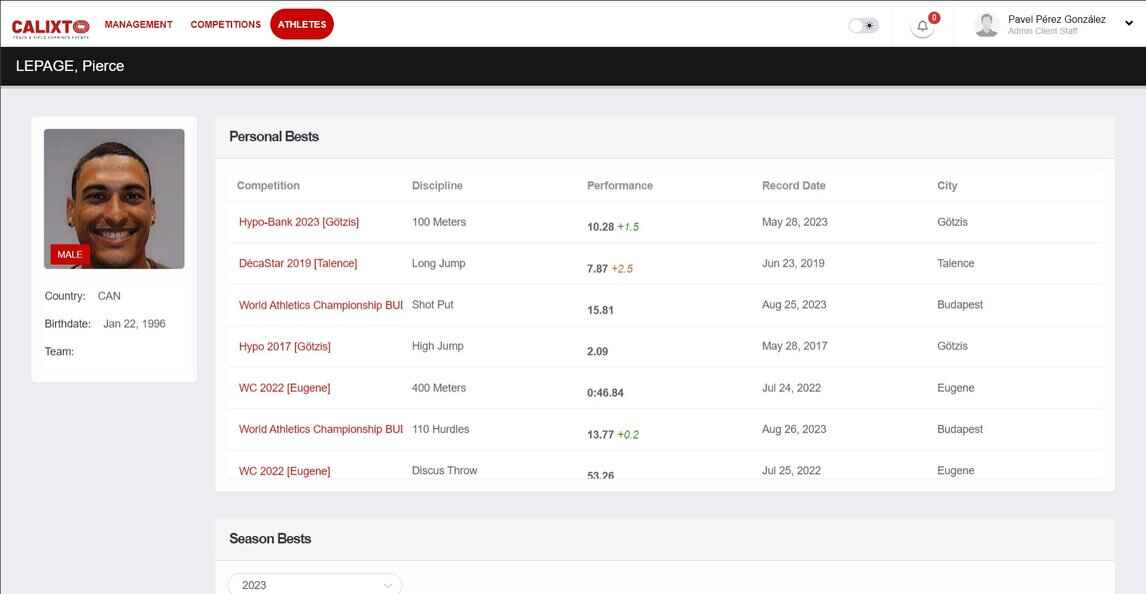 CALIXTO
MANAGEMENT
COMPETITIONS
ATHLETES
0
Pavel Pérez González
Admin Client Staff
LEPAGE, Pierce
MALE
Country: CAN
Birthdate: Jan 22, 1996
Team:
Personal Bests
Competition Discipline Performance Record Date City
Hypo-Bank 2023 [Götzis] 100 Meters 10.28 +1.5 May 28, 2023 Götzis
DécaStar 2019 [Talence] Long Jump 7.87 +2.5 Jun 23, 2019 Talence
World Athletics Championship BUI Shot Put 15.81 Aug 25, 2023 Budapest
Hypo 2017 [Götzis] High Jump 2.09 May 28, 2017 Götzis
WC 2022 [Eugene] 400 Meters 0:46.84 Jul 24, 2022 Eugene
World Athletics Championship BUI 110 Hurdles 13.77 +0.2 Aug 26, 2023 Budapest
WC 2022 [Eugene] Discus Throw 53.26 Jul 25, 2022 Eugene
Season Bests
2023